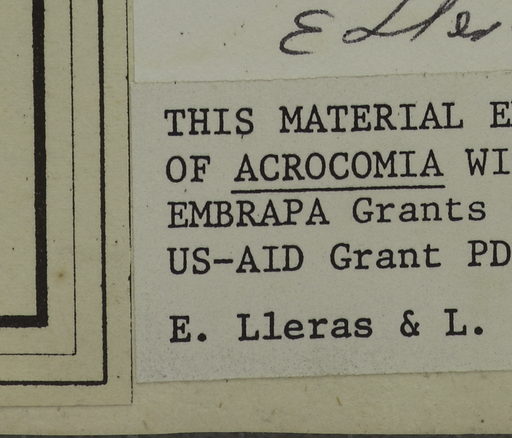 E Lleras
THIS MATERIAL E
OF ACROCOMIA WI
EMBRAPA Grants
US-AID Grant PD
E. Lleras & L.